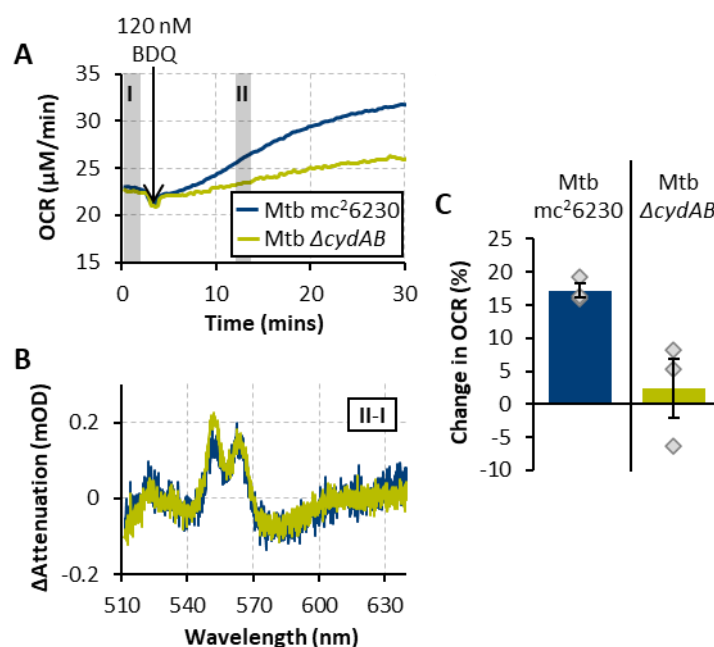 120 nM
BDQ
A
OCR (µM/min)
35
30
25
20
15
I
II
Mtb mc²6230
Mtb ΔcydAB
0
10
20
30
Time (mins)
B
ΔAttenuation (mOD)
0.2
0
-0.2
II-I
510
540
570
600
630
Wavelength (nm)
C
Mtb
mc²6230
Mtb
ΔcydAB
Change in OCR (%)
25
20
15
10
5
0
-5
-10